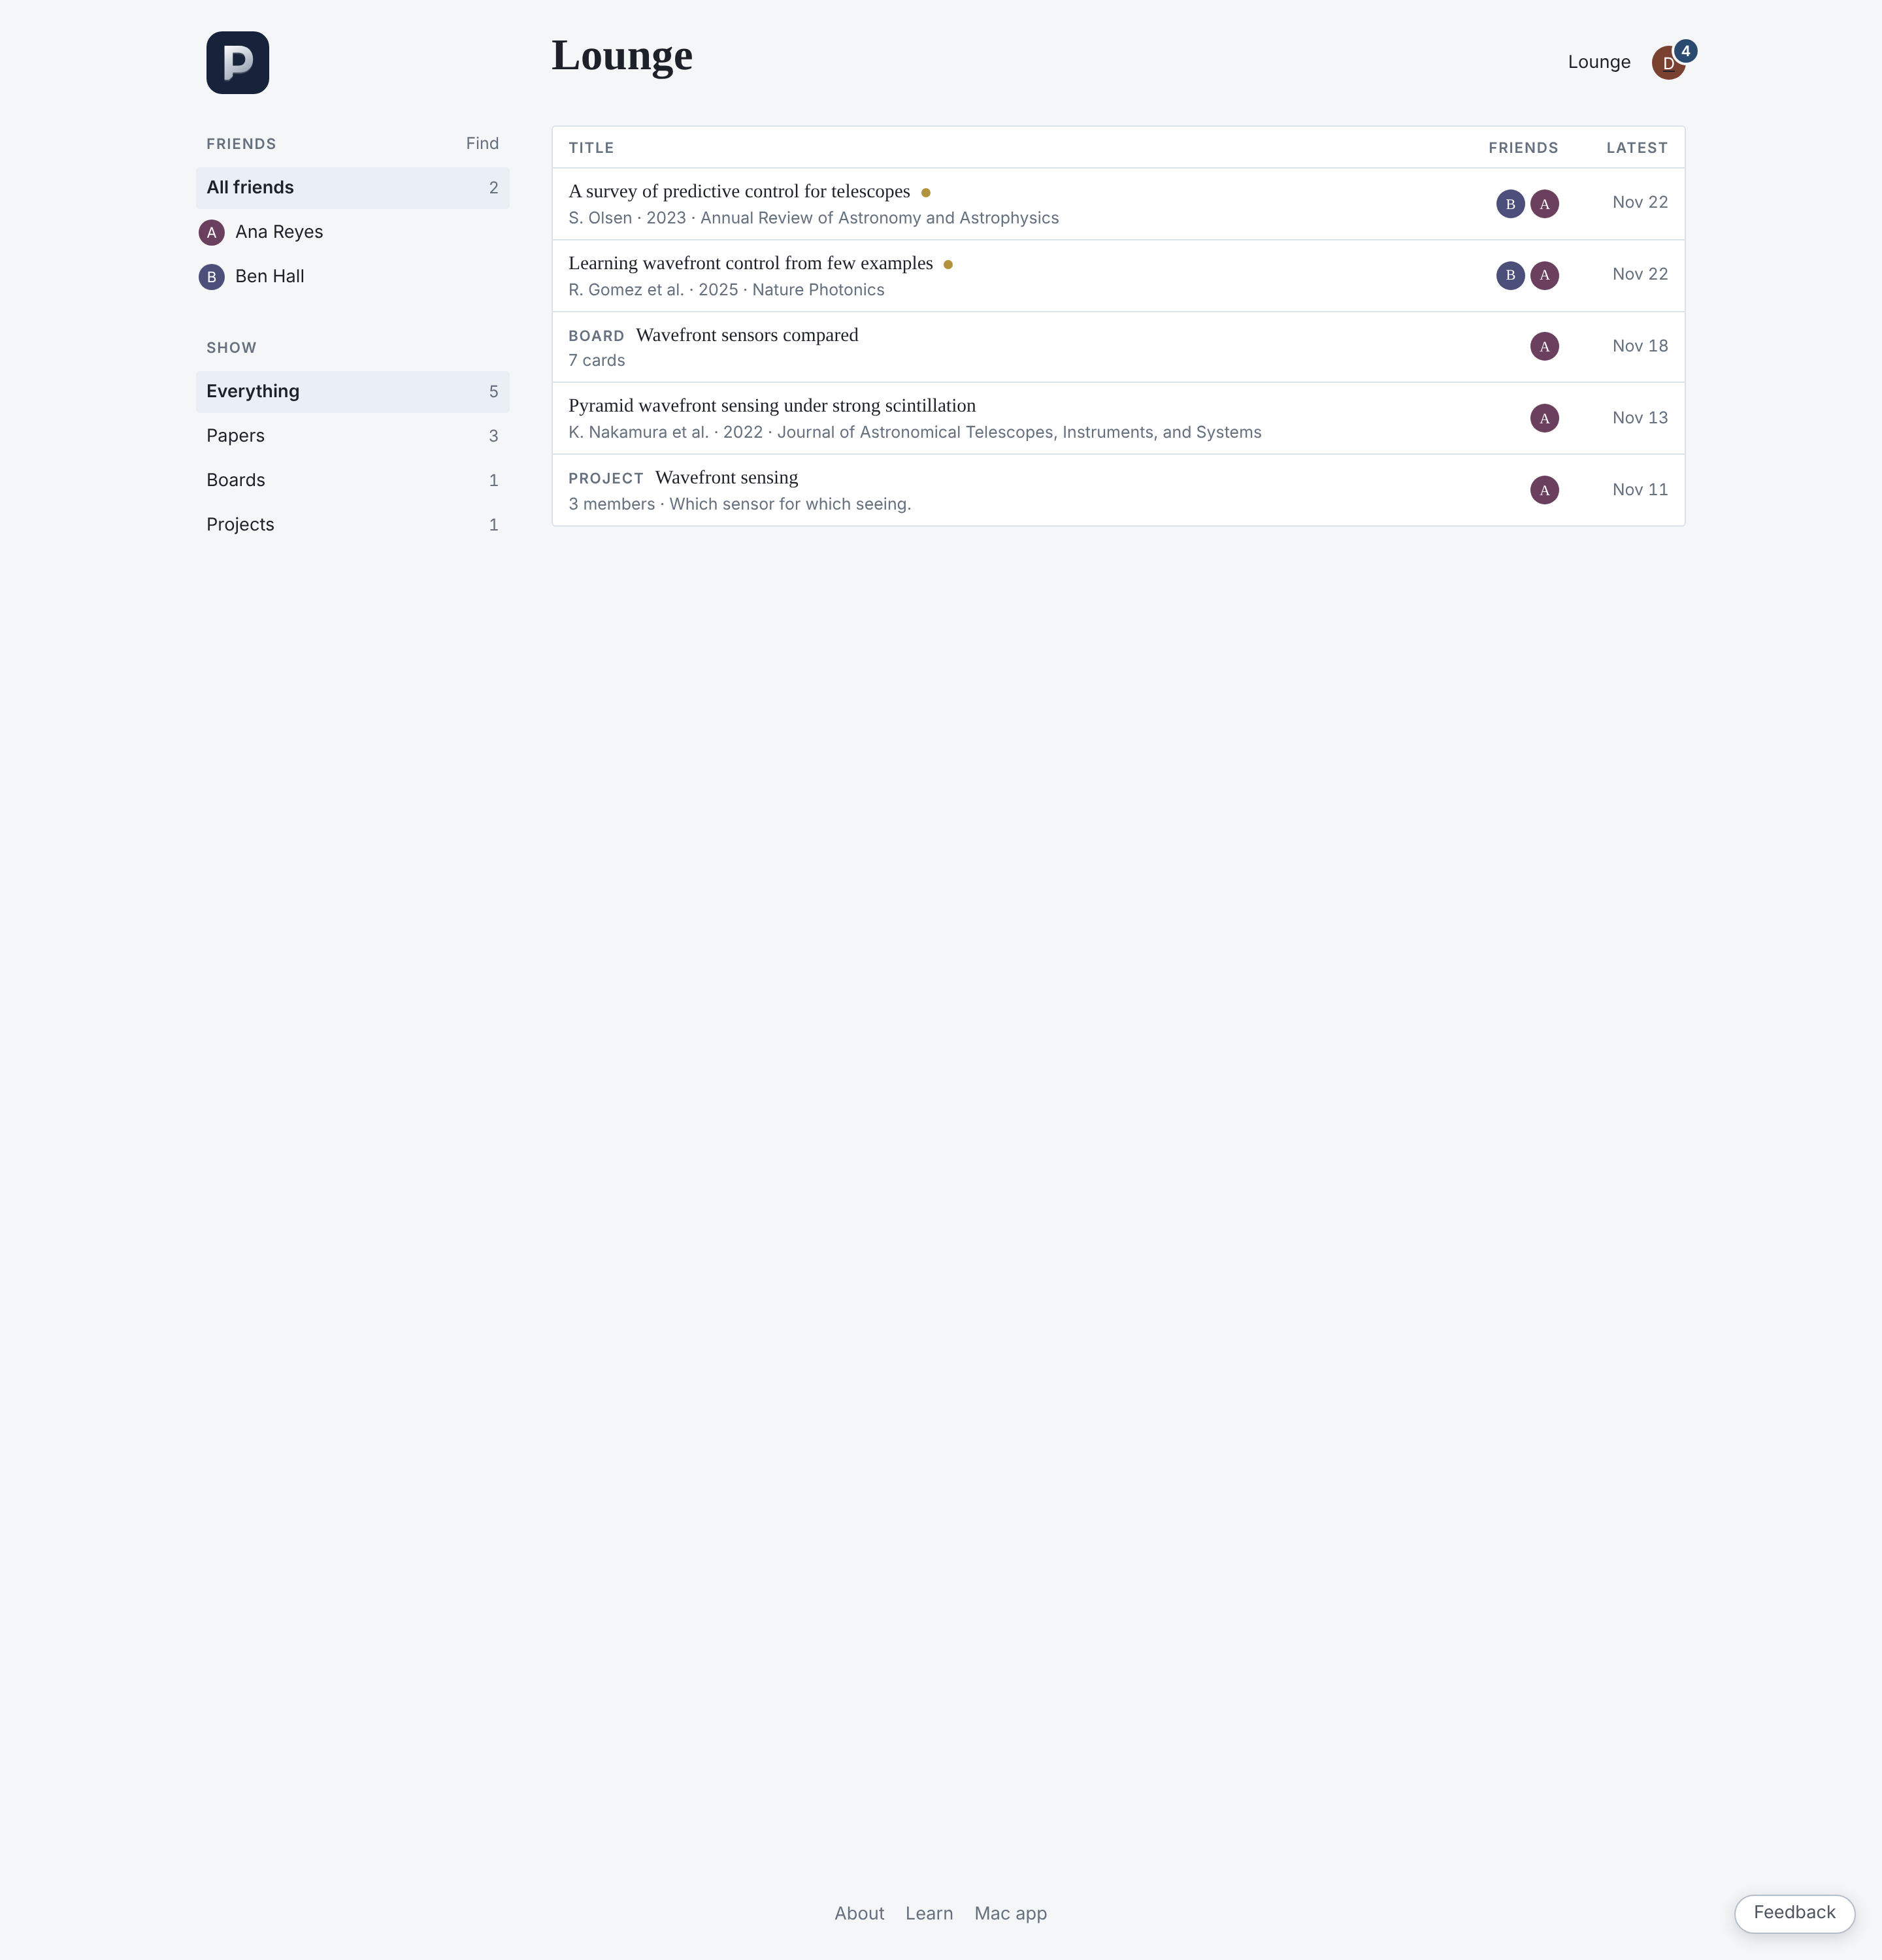 P
Lounge
Lounge
D
4
FRIENDS
Find
All friends
2
A
Ana Reyes
B
Ben Hall
SHOW
Everything
5
Papers
3
Boards
1
Projects
1
TITLE
FRIENDS
LATEST
A survey of predictive control for telescopes
S. Olsen · 2023 · Annual Review of Astronomy and Astrophysics
B A
Nov 22
Learning wavefront control from few examples
R. Gomez et al. · 2025 · Nature Photonics
B A
Nov 22
BOARD Wavefront sensors compared
7 cards
A
Nov 18
Pyramid wavefront sensing under strong scintillation
K. Nakamura et al. · 2022 · Journal of Astronomical Telescopes, Instruments, and Systems
A
Nov 13
PROJECT Wavefront sensing
3 members · Which sensor for which seeing.
A
Nov 11
About
Learn
Mac app
Feedback